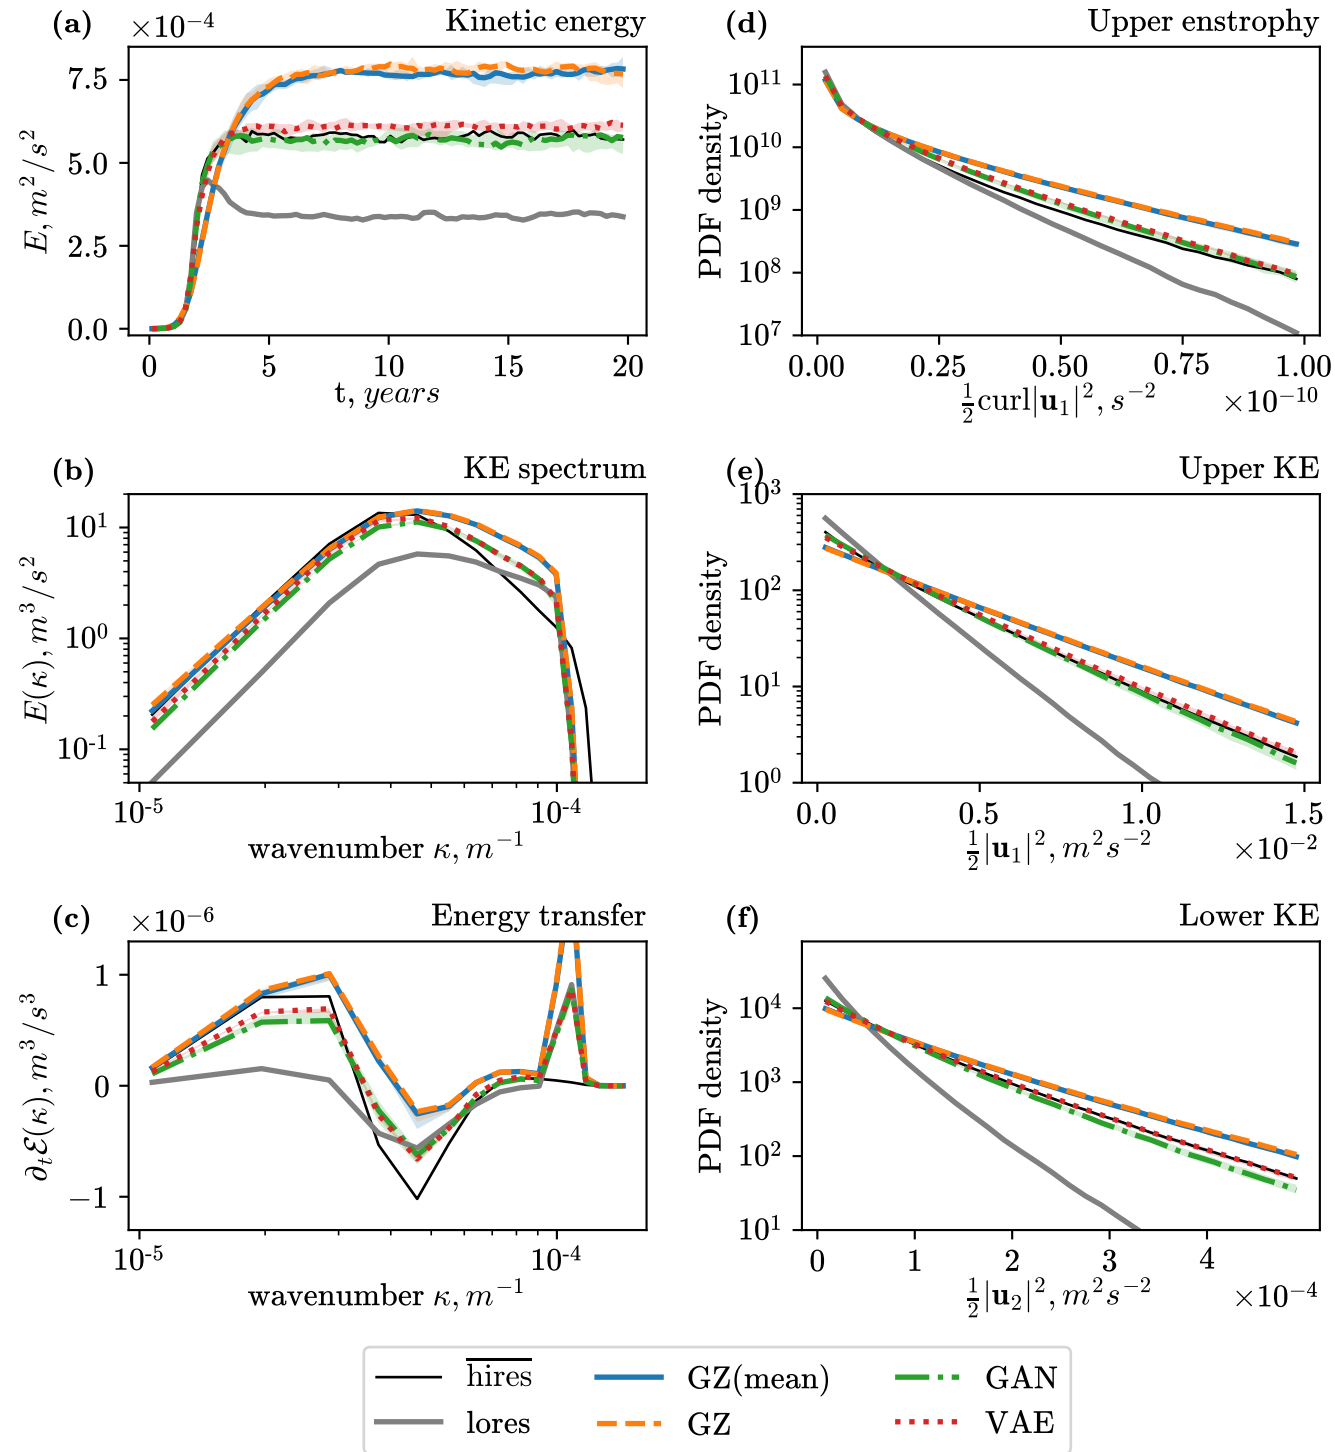 (a) ×10⁻⁴ Kinetic energy
E, m²/s²
7.5
5.0
2.5
0.0
0 5 10 15 20
t, years
(d) Upper enstrophy
PDF density
10¹¹
10¹⁰
10⁹
10⁸
10⁷
0.00 0.25 0.50 0.75 1.00
½curl|u₁|², s⁻² ×10⁻¹⁰
(b) KE spectrum
E(κ), m³/s²
10¹
10⁰
10⁻¹
10⁻⁵ 10⁻⁴
wavenumber κ, m⁻¹
(e) Upper KE
PDF density
10³
10²
10¹
10⁰
0.0 0.5 1.0 1.5
½|u₁|², m²s⁻² ×10⁻²
(c) ×10⁻⁶ Energy transfer
∂ₜℰ(κ), m³/s³
1
0
−1
10⁻⁵ 10⁻⁴
wavenumber κ, m⁻¹
(f) Lower KE
PDF density
10⁴
10³
10²
10¹
0 1 2 3 4
½|u₂|², m²s⁻² ×10⁻⁴
h̅i̅r̅e̅s̅ GZ(mean) GAN
lores GZ VAE